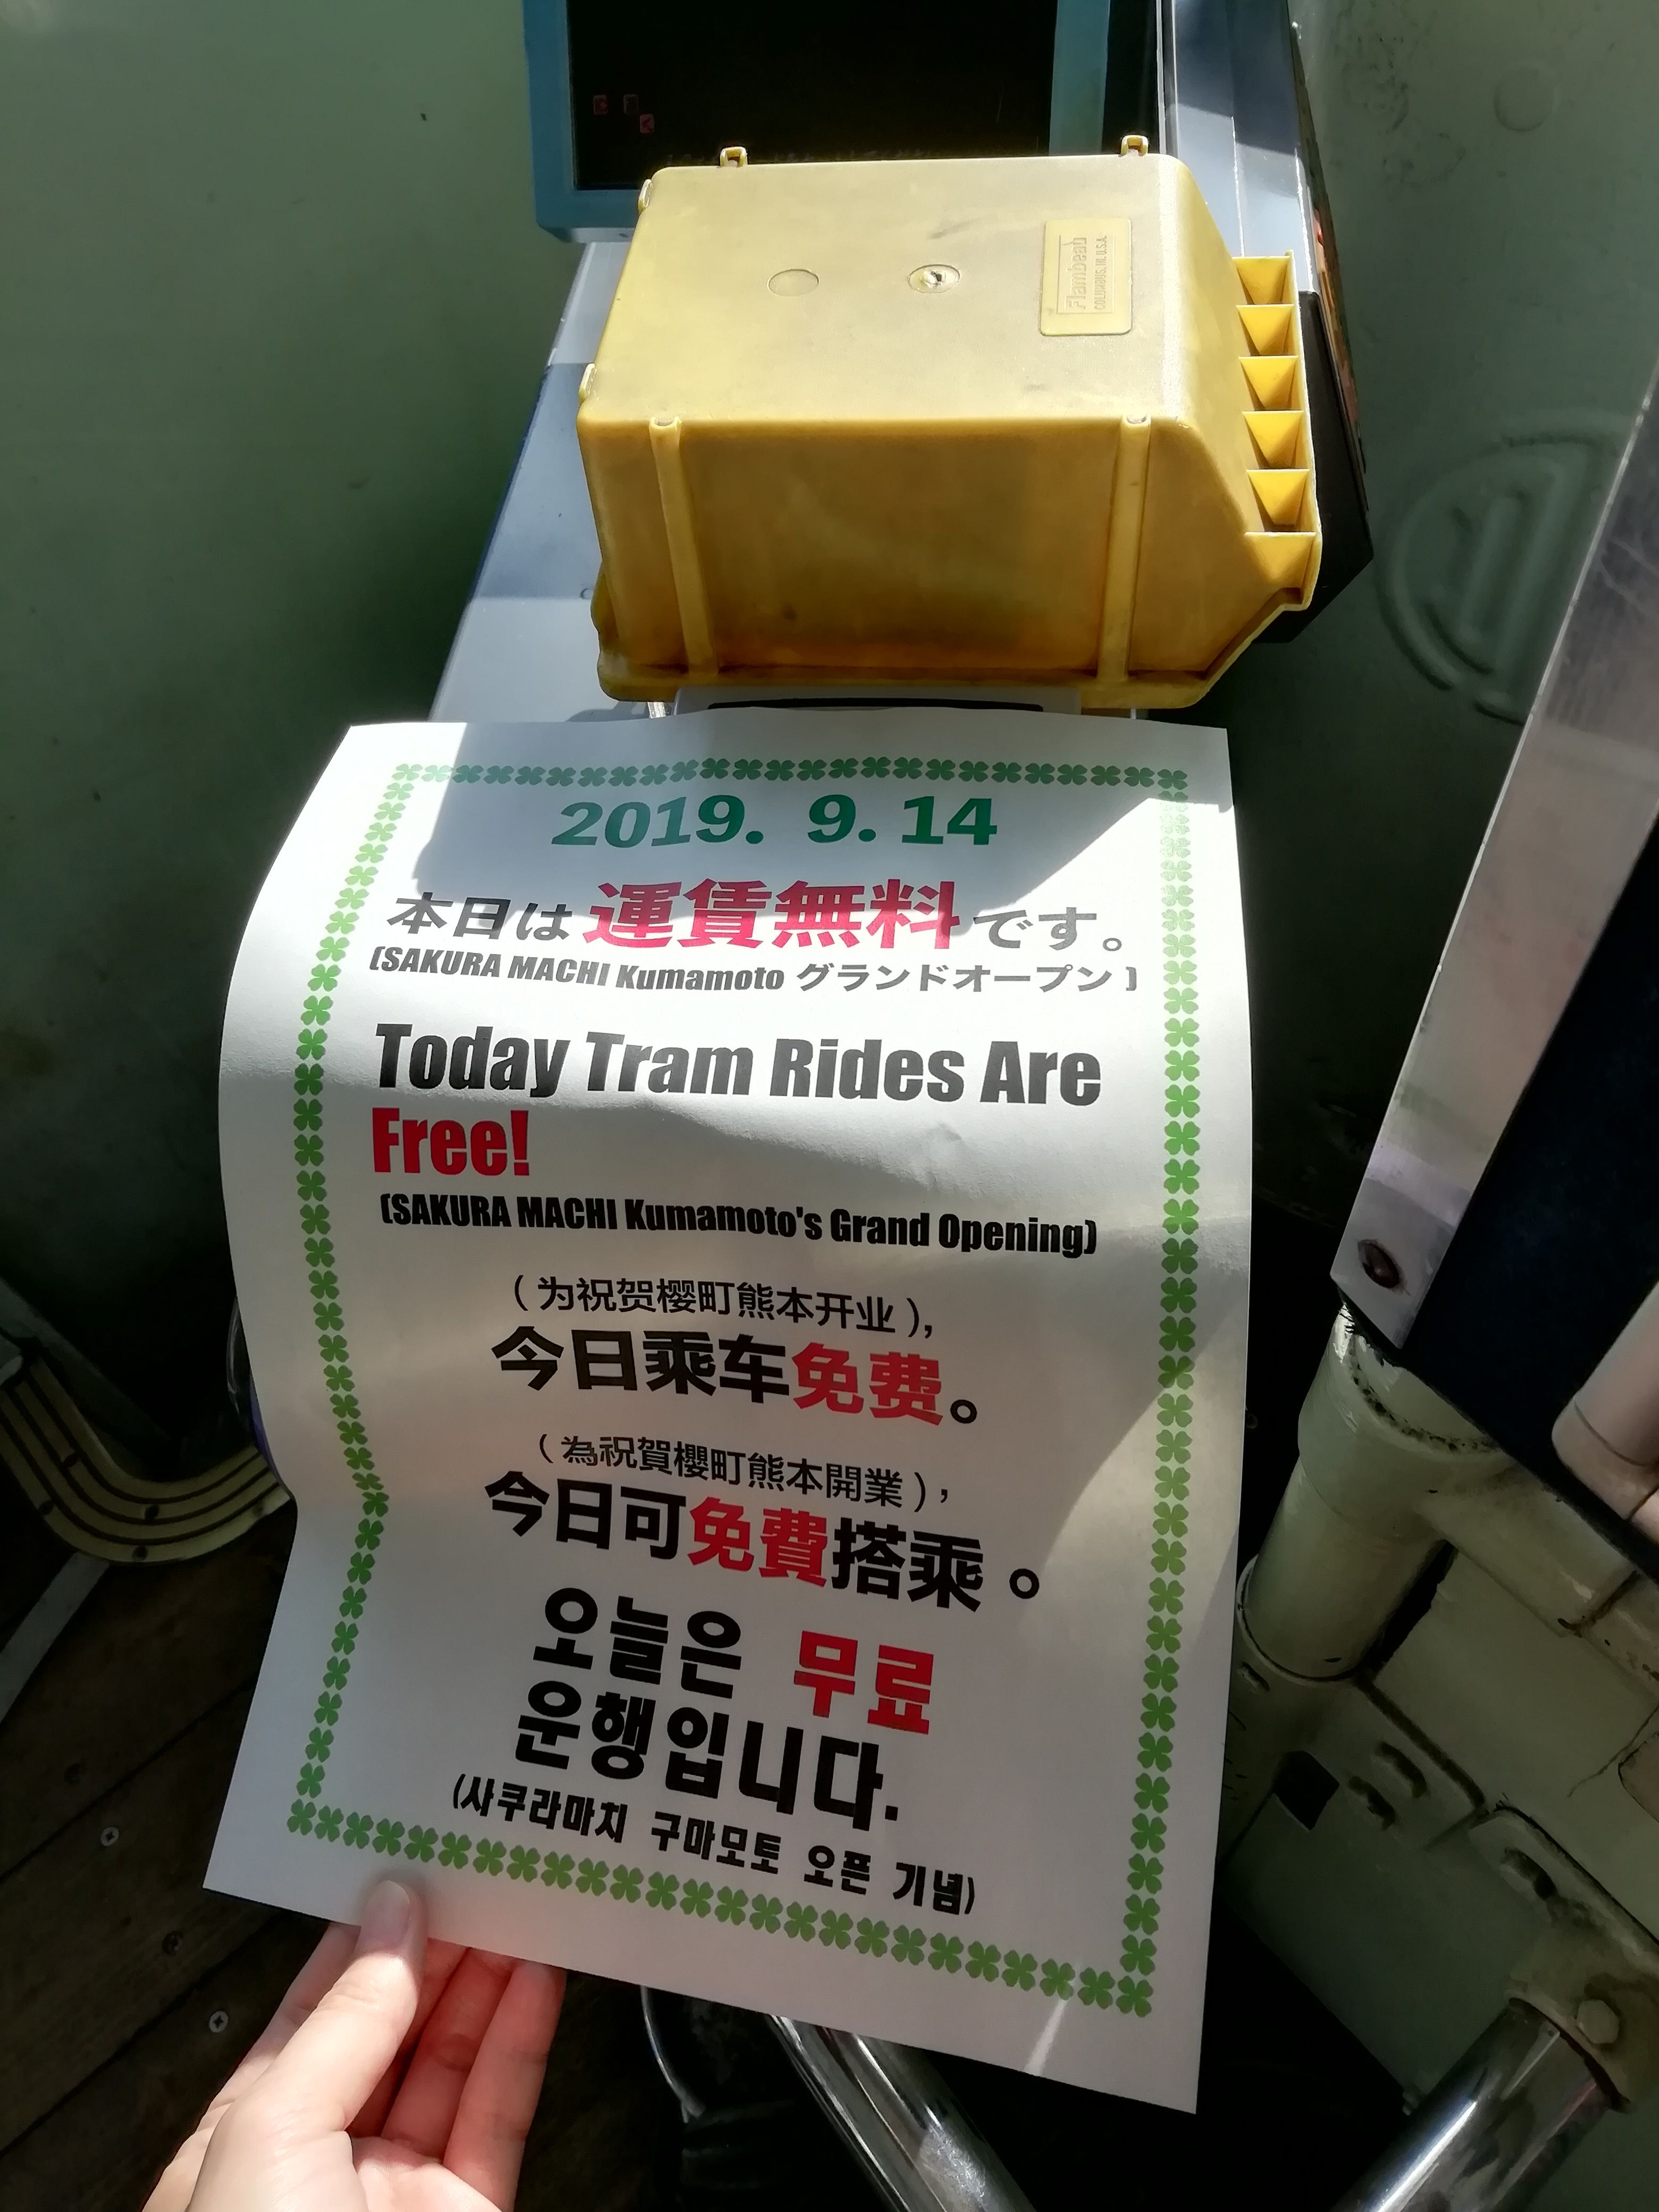 Flambeau
COLUMBUS, IN. U.S.A.
2019. 9. 14
本日は運賃無料です。
(SAKURA MACHI Kumamoto グランドオープン)
Today Tram Rides Are
Free!
(SAKURA MACHI Kumamoto's Grand Opening)
（为祝贺樱町熊本开业），
今日乘车免费。
（為祝賀櫻町熊本開業），
今日可免費搭乘。
오늘은 무료
운행입니다.
(사쿠라마치 구마모토 오픈 기념)